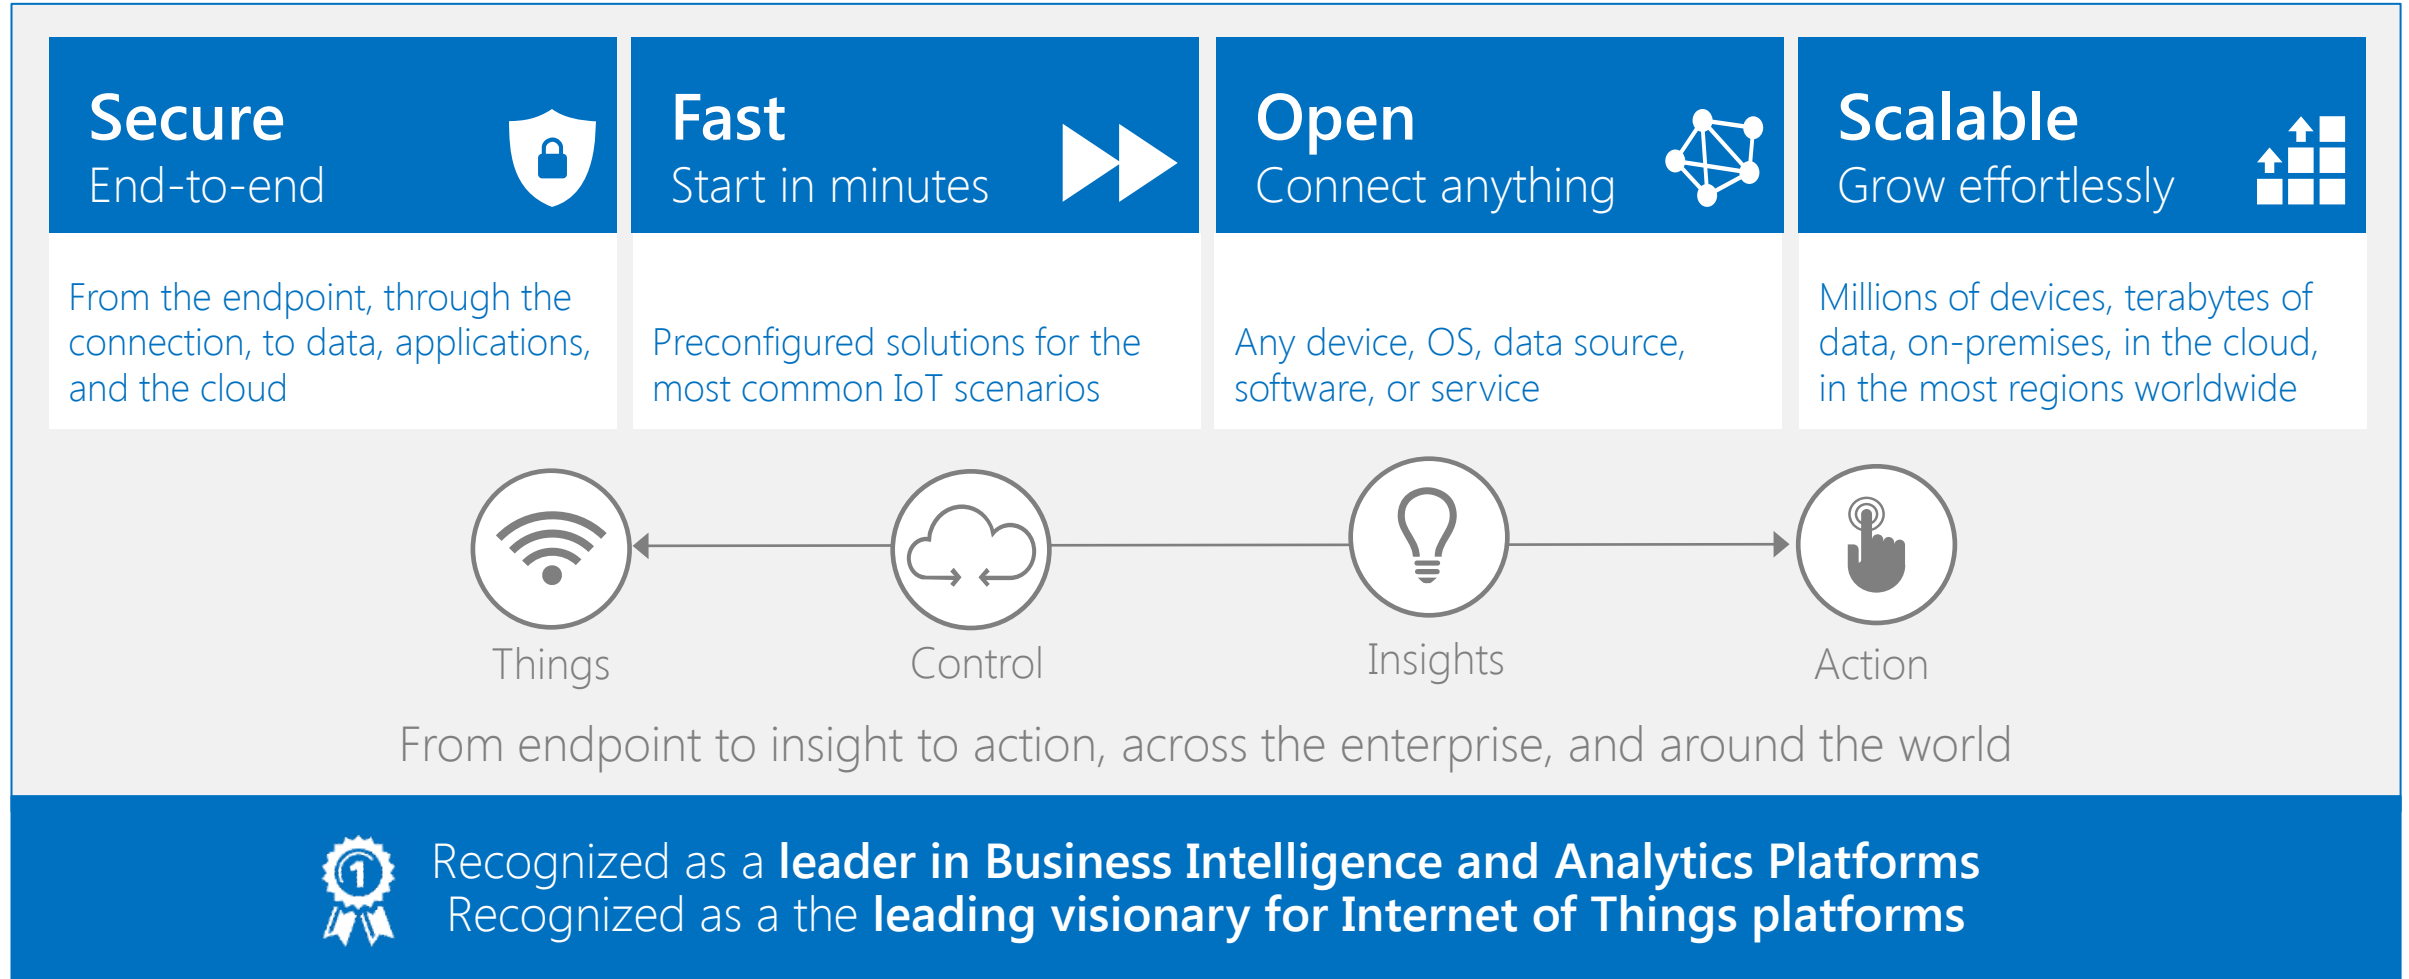 Secure
End-to-end
From the endpoint, through the
connection, to data, applications,
and the cloud
Fast
Start in minutes
Preconfigured solutions for the
most common IoT scenarios
Open
Connect anything
Any device, OS, data source,
software, or service
Scalable
Grow effortlessly
Millions of devices, terabytes of
data, on-premises, in the cloud,
in the most regions worldwide
Things
Control
Insights
Action
From endpoint to insight to action, across the enterprise, and around the world
1
Recognized as a leader in Business Intelligence and Analytics Platforms
Recognized as a the leading visionary for Internet of Things platforms